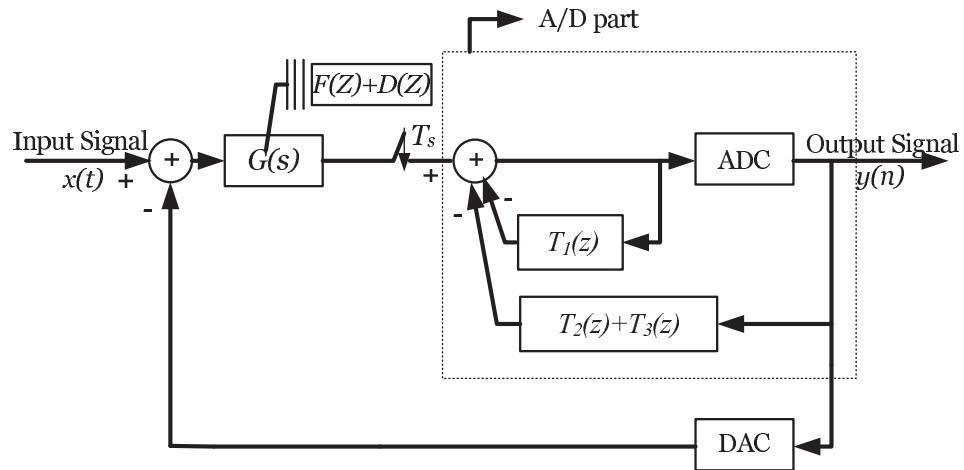 A/D part
F(Z)+D(Z)
Input Signal
x(t)
+
-
+
G(s)
Ts
+
+
-
-
ADC
Output Signal
y(n)
T1(z)
T2(z)+T3(z)
DAC